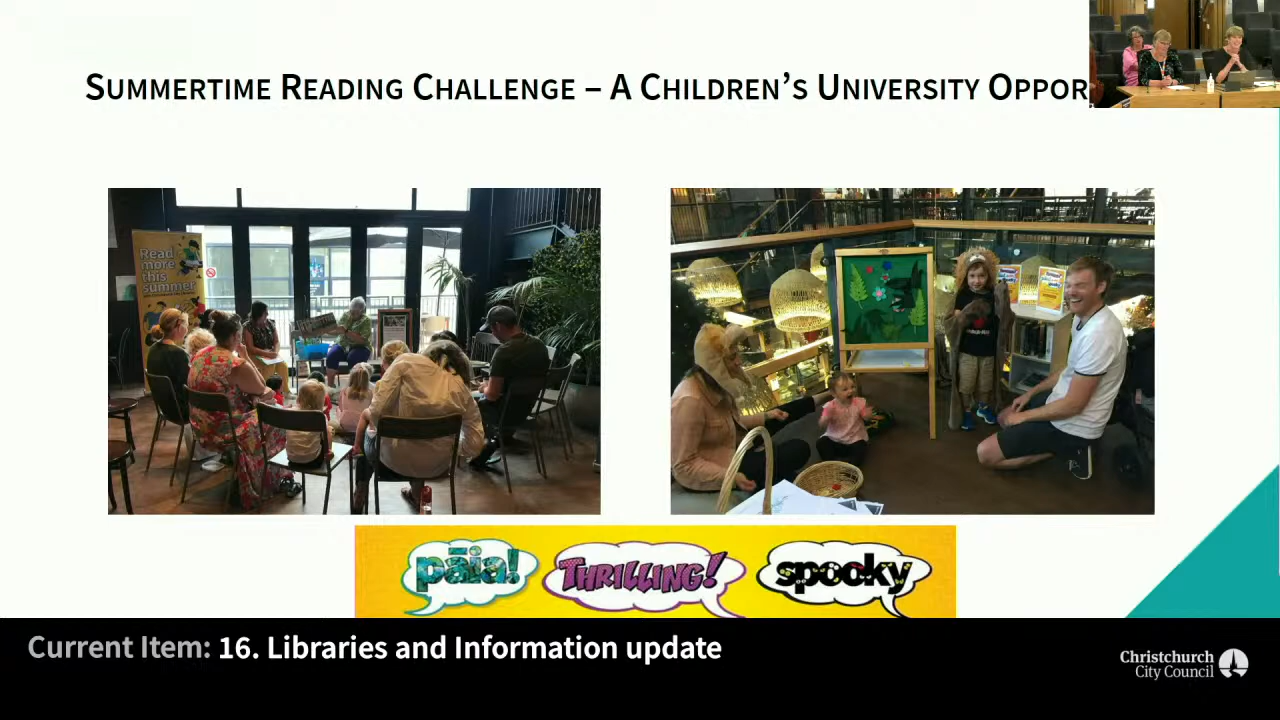 SUMMERTIME READING CHALLENGE – A CHILDREN'S UNIVERSITY OPPOR
Read
more
this
summer
pāia!
THRILLING!
spooky
Current Item: 16. Libraries and Information update
Christchurch
City Council